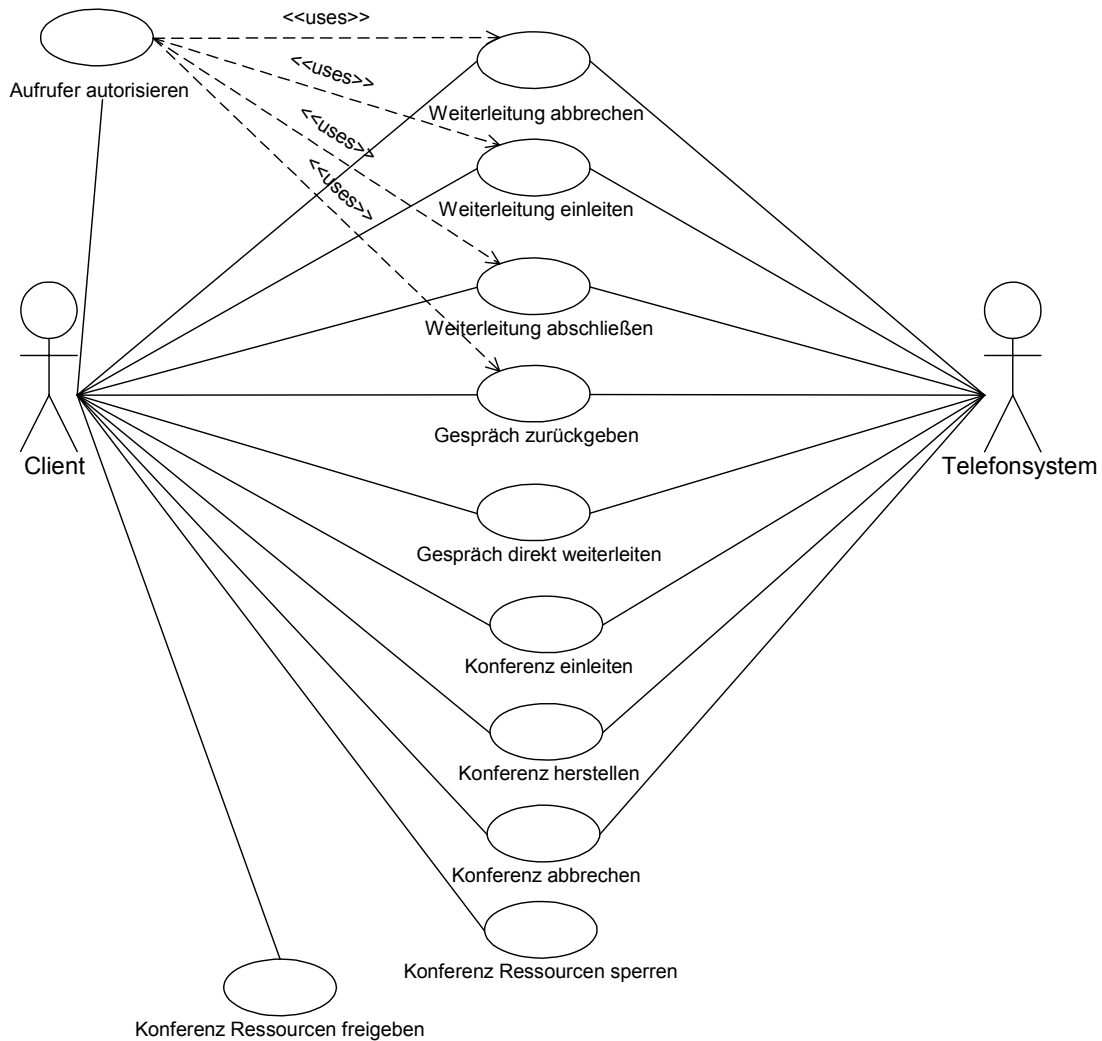 <<uses>>
Aufrufer autorisieren
<<uses>>
Weiterleitung abbrechen
<<uses>>
<<uses>>
Weiterleitung einleiten
Weiterleitung abschließen
Gespräch zurückgeben
Client
Telefonsystem
Gespräch direkt weiterleiten
Konferenz einleiten
Konferenz herstellen
Konferenz abbrechen
Konferenz Ressourcen sperren
Konferenz Ressourcen freigeben